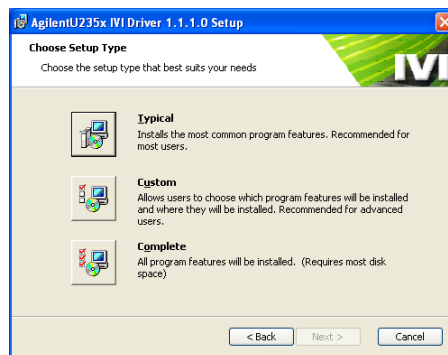 AgilentU235x IVI Driver 1.1.1.0 Setup
Choose Setup Type
Choose the setup type that best suits your needs
IVI
Typical
Installs the most common program features. Recommended for
most users.
Custom
Allows users to choose which program features will be installed
and where they will be installed. Recommended for advanced
users.
Complete
All program features will be installed. (Requires most disk
space)
< Back
Next >
Cancel